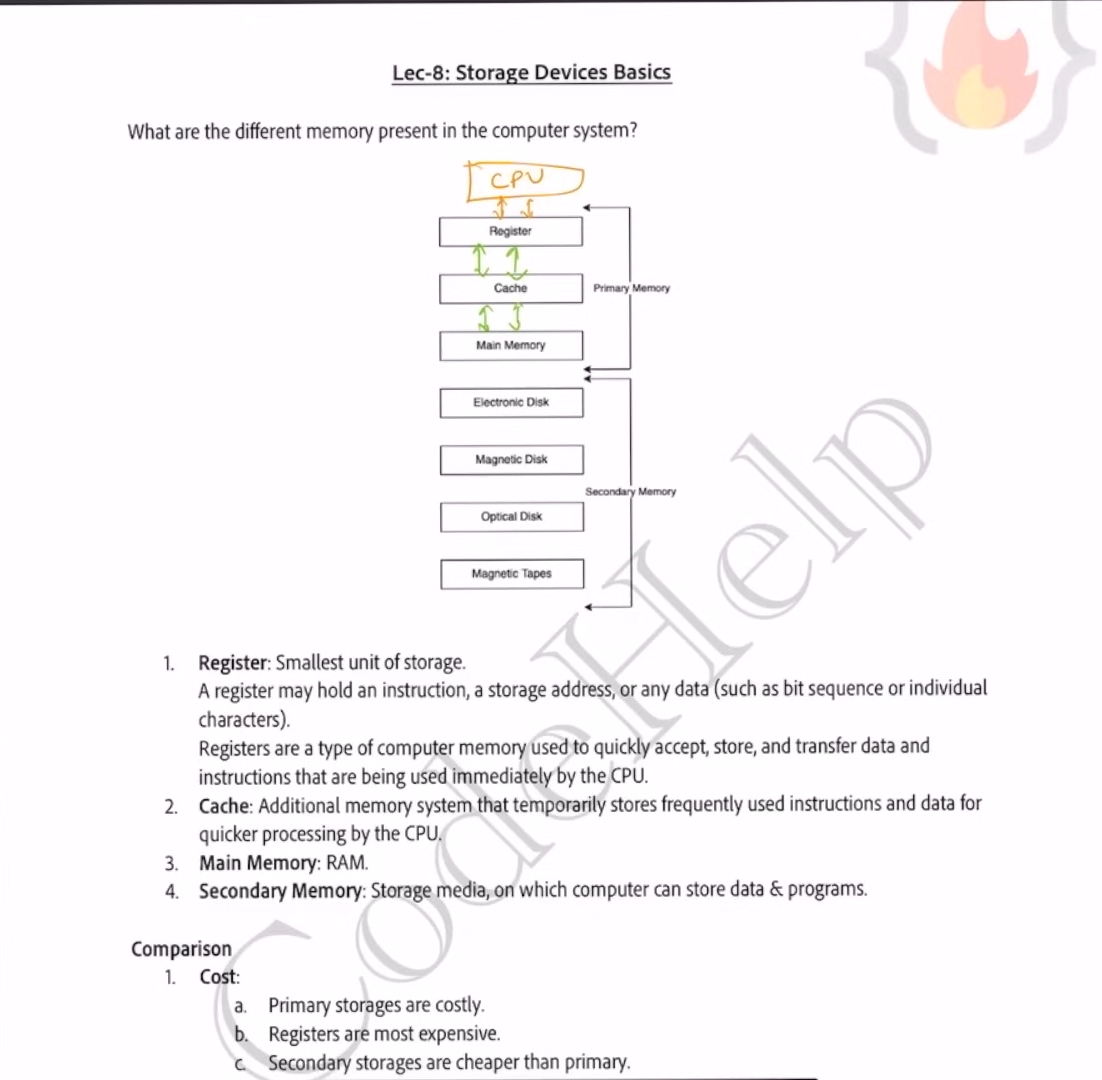 Lec-8: Storage Devices Basics
What are the different memory present in the computer system?
CPU
Register
Cache
Primary Memory
Main Memory
Electronic Disk
Magnetic Disk
Secondary Memory
Optical Disk
Magnetic Tapes
1. Register: Smallest unit of storage.
A register may hold an instruction, a storage address, or any data (such as bit sequence or individual
characters).
Registers are a type of computer memory used to quickly accept, store, and transfer data and
instructions that are being used immediately by the CPU.
2. Cache: Additional memory system that temporarily stores frequently used instructions and data for
quicker processing by the CPU.
3. Main Memory: RAM.
4. Secondary Memory: Storage media, on which computer can store data & programs.
Comparison
1. Cost:
a. Primary storages are costly.
b. Registers are most expensive.
c. Secondary storages are cheaper than primary.
CodeHelp